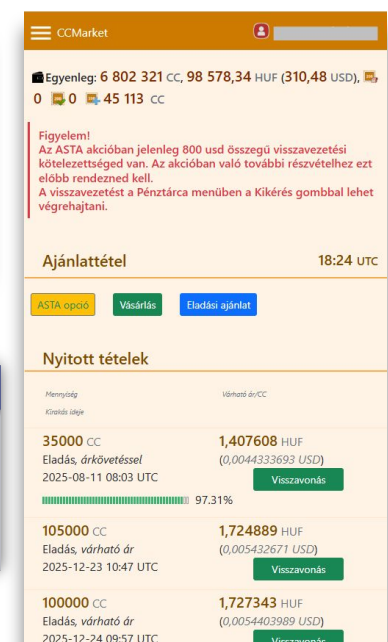 CCMarket
Egyenleg: 6 802 321 CC, 98 578,34 HUF (310,48 USD),
0 0 45 113 CC
Figyelem!
Az ASTA akcióban jelenleg 800 usd összegű visszavezetési
kötelezettséged van. Az akcióban való további részvételhez ezt
előbb rendezned kell.
A visszavezetést a Pénztárca menüben a Kikérés gombbal lehet
végrehajtani.
Ajánlattétel 18:24 UTC
ASTA opció Vásárlás Eladási ajánlat
Nyitott tételek
Mennyiség Várható ár/CC
Kirakás ideje
35000 CC 1,407608 HUF
Eladás, árkövetéssel (0,0044333693 USD)
2025-08-11 08:03 UTC Visszavonás
97.31%
105000 CC 1,724889 HUF
Eladás, várható ár (0,005432671 USD)
2025-12-23 10:47 UTC Visszavonás
100000 CC 1,727343 HUF
Eladás, várható ár (0,0054403989 USD)
2025-12-24 09:57 UTC Visszavonás